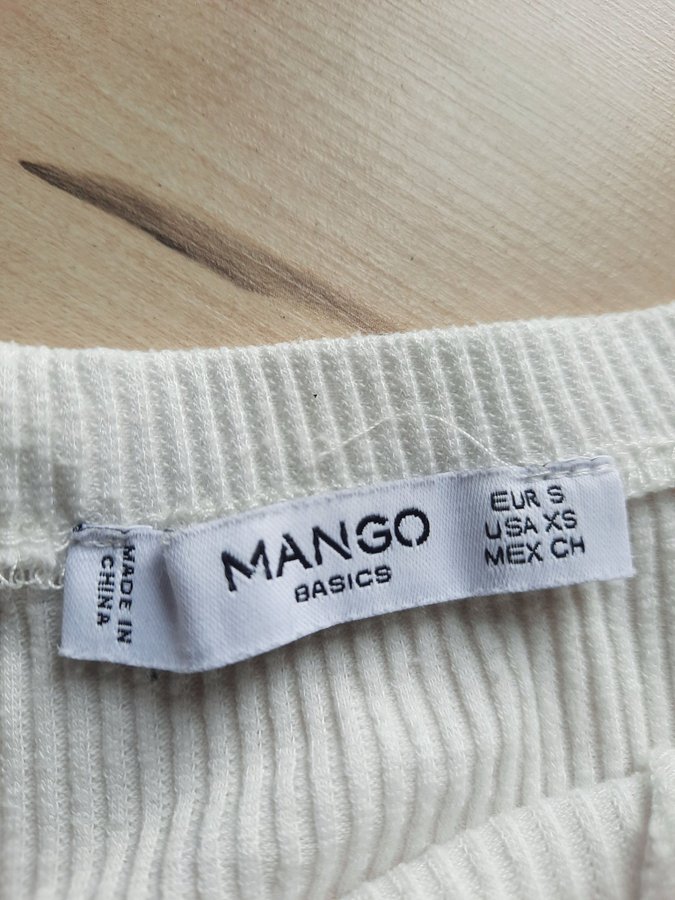 MADE IN
CHINA
MANGO
BASICS
EUR S
USA XS
MEX CH